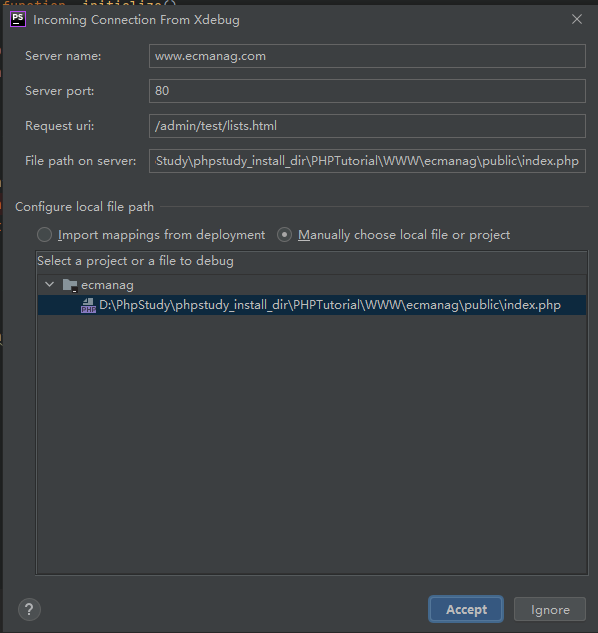 function _initialize()
PS Incoming Connection From Xdebug
Server name: www.ecmanag.com
Server port: 80
Request uri: /admin/test/lists.html
File path on server: Study\phpstudy_install_dir\PHPTutorial\WWW\ecmanag\public\index.php
Configure local file path
Import mappings from deployment Manually choose local file or project
Select a project or a file to debug
ecmanag
PHP D:\PhpStudy\phpstudy_install_dir\PHPTutorial\WWW\ecmanag\public\index.php
? Accept Ignore